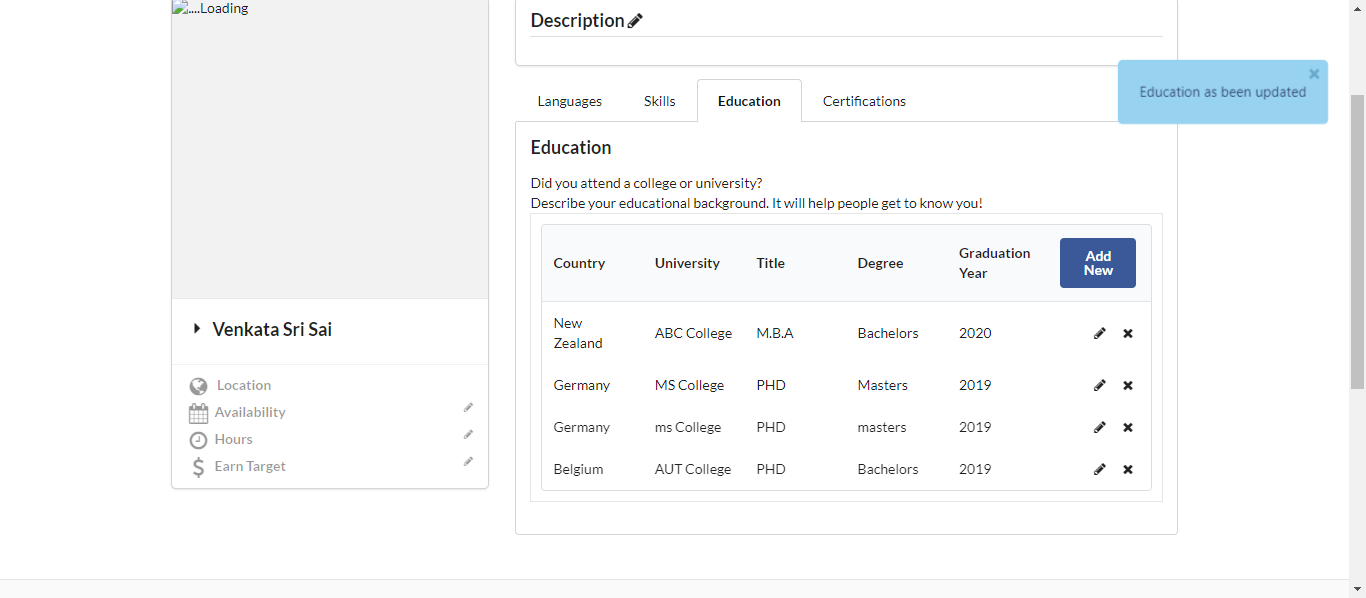 ....Loading
Description
Education as been updated
Languages Skills Education Certifications
Education
Did you attend a college or university?
Describe your educational background. It will help people get to know you!
Country University Title Degree Graduation Year Add New
New Zealand ABC College M.B.A Bachelors 2020
Germany MS College PHD Masters 2019
Germany ms College PHD masters 2019
Belgium AUT College PHD Bachelors 2019
Venkata Sri Sai
Location
Availability
Hours
Earn Target